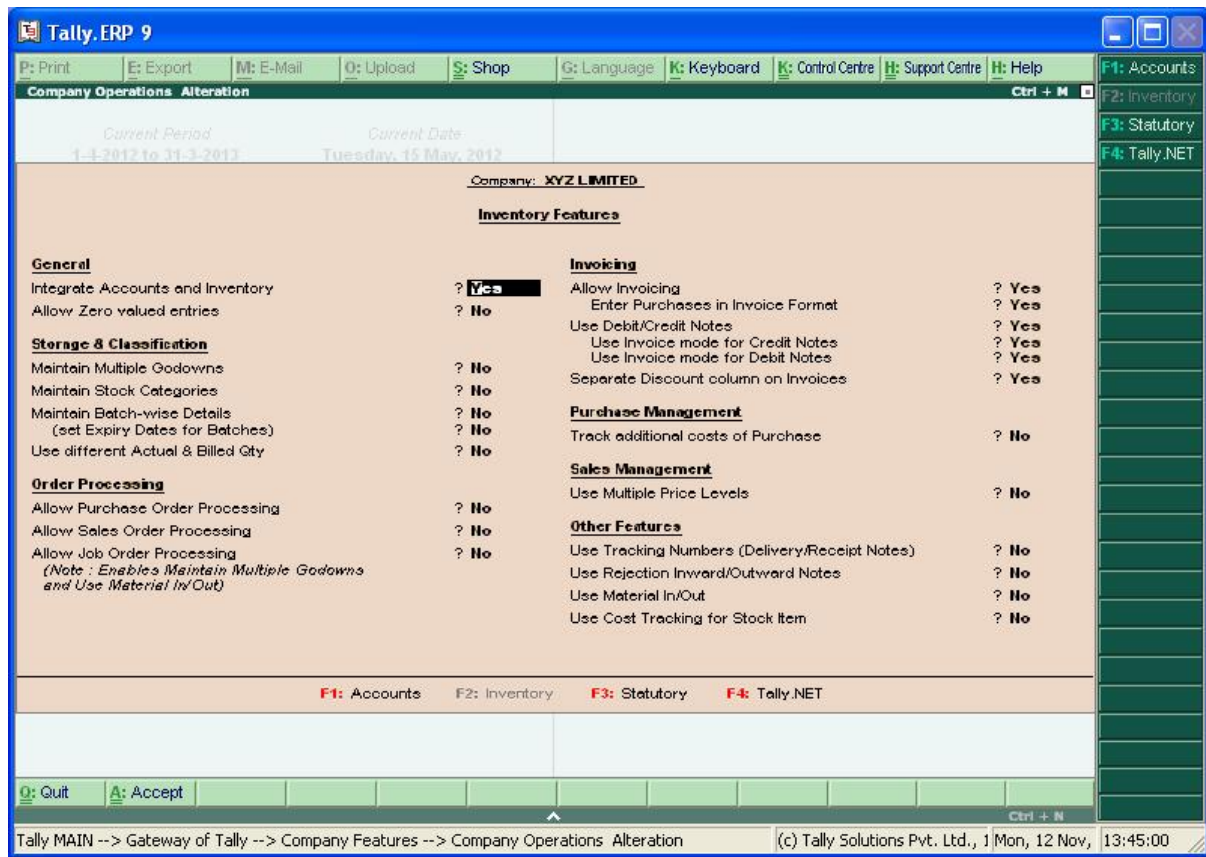 Tally.ERP 9
P: Print E: Export M: E-Mail O: Upload S: Shop G: Language K: Keyboard K: Control Centre H: Support Centre H: Help
F1: Accounts
F2: Inventory
F3: Statutory
F4: Tally.NET
Company Operations Alteration Ctrl + M
Current Period Current Date
1-4-2012 to 31-3-2013 Tuesday, 15 May, 2012
Company: XYZ LIMITED
Inventory Features
General
Integrate Accounts and Inventory ? Yes
Allow Zero valued entries ? No
Storage & Classification
Maintain Multiple Godowns ? No
Maintain Stock Categories ? No
Maintain Batch-wise Details ? No
(set Expiry Dates for Batches) ? No
Use different Actual & Billed Qty ? No
Order Processing
Allow Purchase Order Processing ? No
Allow Sales Order Processing ? No
Allow Job Order Processing ? No
(Note : Enables Maintain Multiple Godowns
and Use Material In/Out)
Invoicing
Allow Invoicing ? Yes
Enter Purchases in Invoice Format ? Yes
Use Debit/Credit Notes ? Yes
Use Invoice mode for Credit Notes ? Yes
Use Invoice mode for Debit Notes ? Yes
Separate Discount column on Invoices ? Yes
Purchase Management
Track additional costs of Purchase ? No
Sales Management
Use Multiple Price Levels ? No
Other Features
Use Tracking Numbers (Delivery/Receipt Notes) ? No
Use Rejection Inward/Outward Notes ? No
Use Material In/Out ? No
Use Cost Tracking for Stock Item ? No
F1: Accounts F2: Inventory F3: Statutory F4: Tally.NET
Q: Quit A: Accept
Ctrl + N
Tally MAIN --> Gateway of Tally --> Company Features --> Company Operations Alteration (c) Tally Solutions Pvt. Ltd., 1 Mon, 12 Nov, 13:45:00